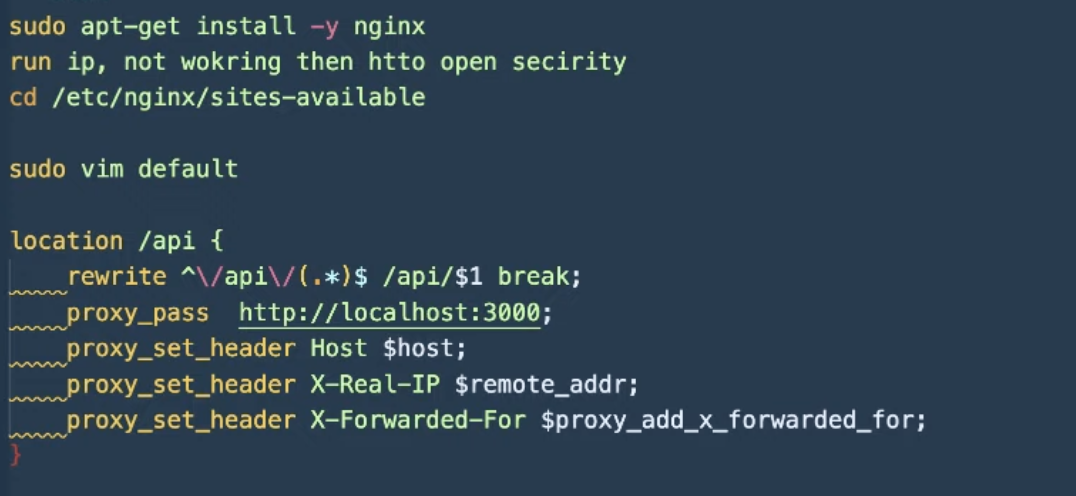 sudo apt-get install -y nginx
run ip, not wokring then htto open secirity
cd /etc/nginx/sites-available
sudo vim default
location /api {
rewrite ^\/api\/(.*)$ /api/$1 break;
proxy_pass  http://localhost:3000;
proxy_set_header Host $host;
proxy_set_header X-Real-IP $remote_addr;
proxy_set_header X-Forwarded-For $proxy_add_x_forwarded_for;
}